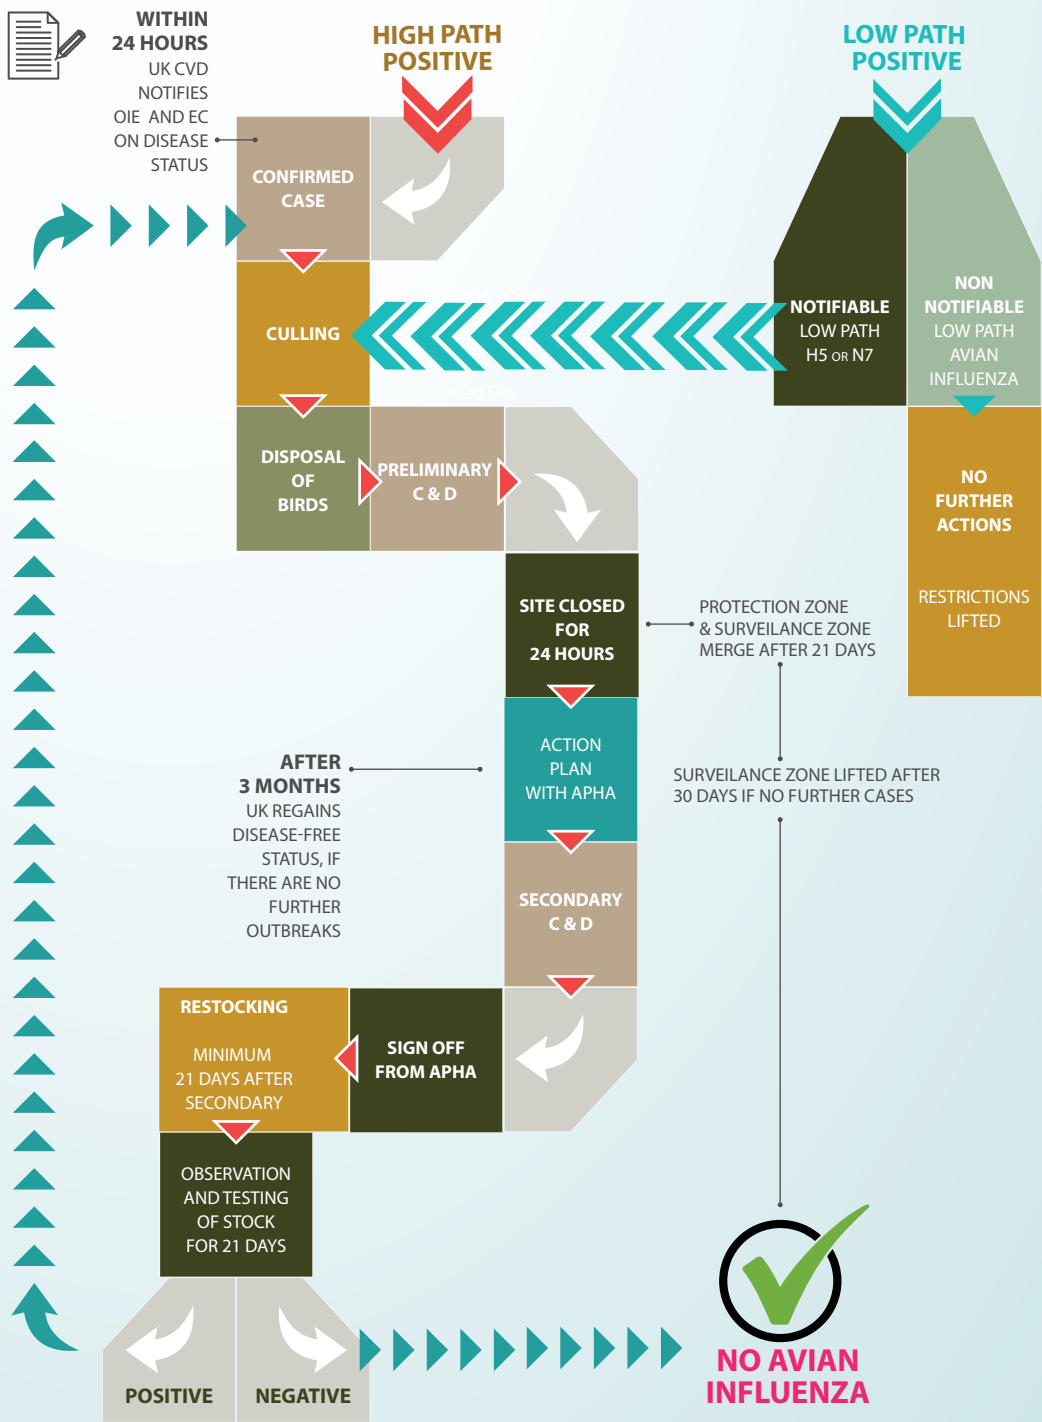 WITHIN
24 HOURS
UK CVD
NOTIFIES
OIE AND EC
ON DISEASE
STATUS
HIGH PATH
POSITIVE
LOW PATH
POSITIVE
CONFIRMED
CASE
CULLING
BROILERS
NOTIFIABLE
LOW PATH
H5 OR N7
NON
NOTIFIABLE
LOW PATH
AVIAN
INFLUENZA
DISPOSAL
OF
BIRDS
PRELIMINARY
C & D
NO
FURTHER
ACTIONS
RESTRICTIONS
LIFTED
SITE CLOSED
FOR
24 HOURS
PROTECTION ZONE
& SURVEILANCE ZONE
MERGE AFTER 21 DAYS
ACTION
PLAN
WITH APHA
SURVEILANCE ZONE LIFTED AFTER
30 DAYS IF NO FURTHER CASES
AFTER
3 MONTHS
UK REGAINS
DISEASE-FREE
STATUS, IF
THERE ARE NO
FURTHER
OUTBREAKS
SECONDARY
C & D
SIGN OFF
FROM APHA
RESTOCKING
MINIMUM
21 DAYS AFTER
SECONDARY
OBSERVATION
AND TESTING
OF STOCK
FOR 21 DAYS
POSITIVE
NEGATIVE
NO AVIAN
INFLUENZA